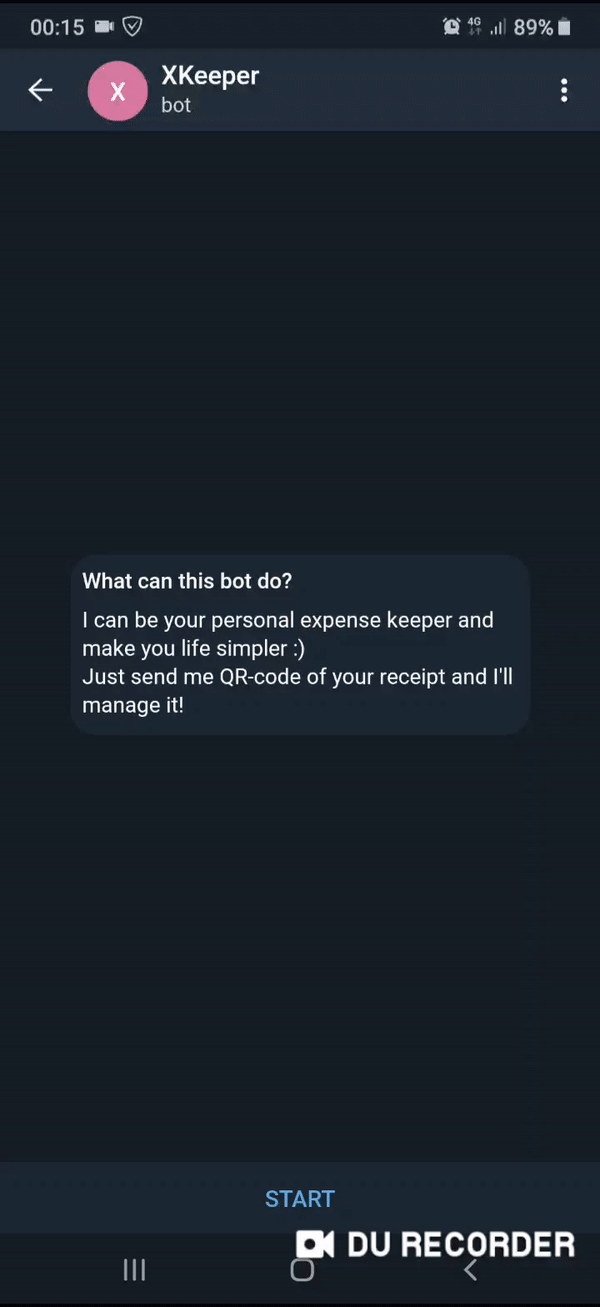 00:15 4G 89%
X XKeeper
bot
What can this bot do?
I can be your personal expense keeper and
make you life simpler :)
Just send me QR-code of your receipt and I'll
manage it!
START
DU RECORDER